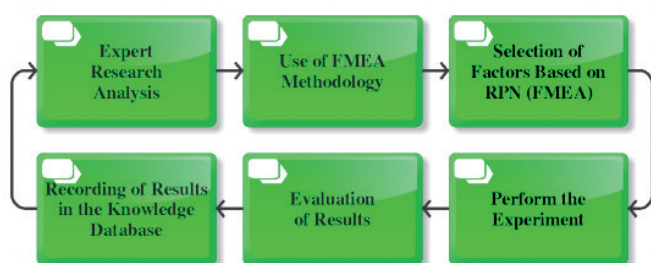 Expert
Research
Analysis
Use of FMEA
Methodology
Selection of
Factors Based on
RPN (FMEA)
Recording of Results
in the Knowledge
Database
Evaluation
of Results
Perform the
Experiment